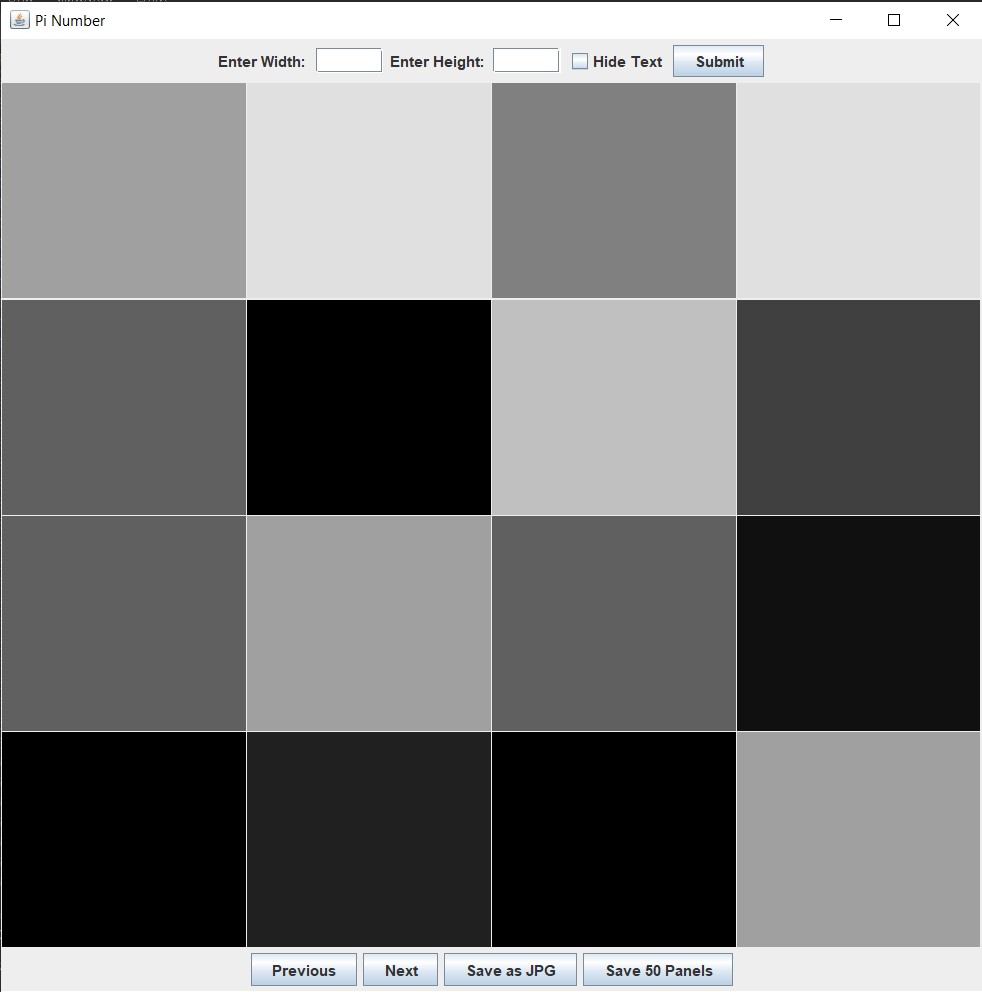 Pi Number
Enter Width: Enter Height: Hide Text Submit
Previous Next Save as JPG Save 50 Panels